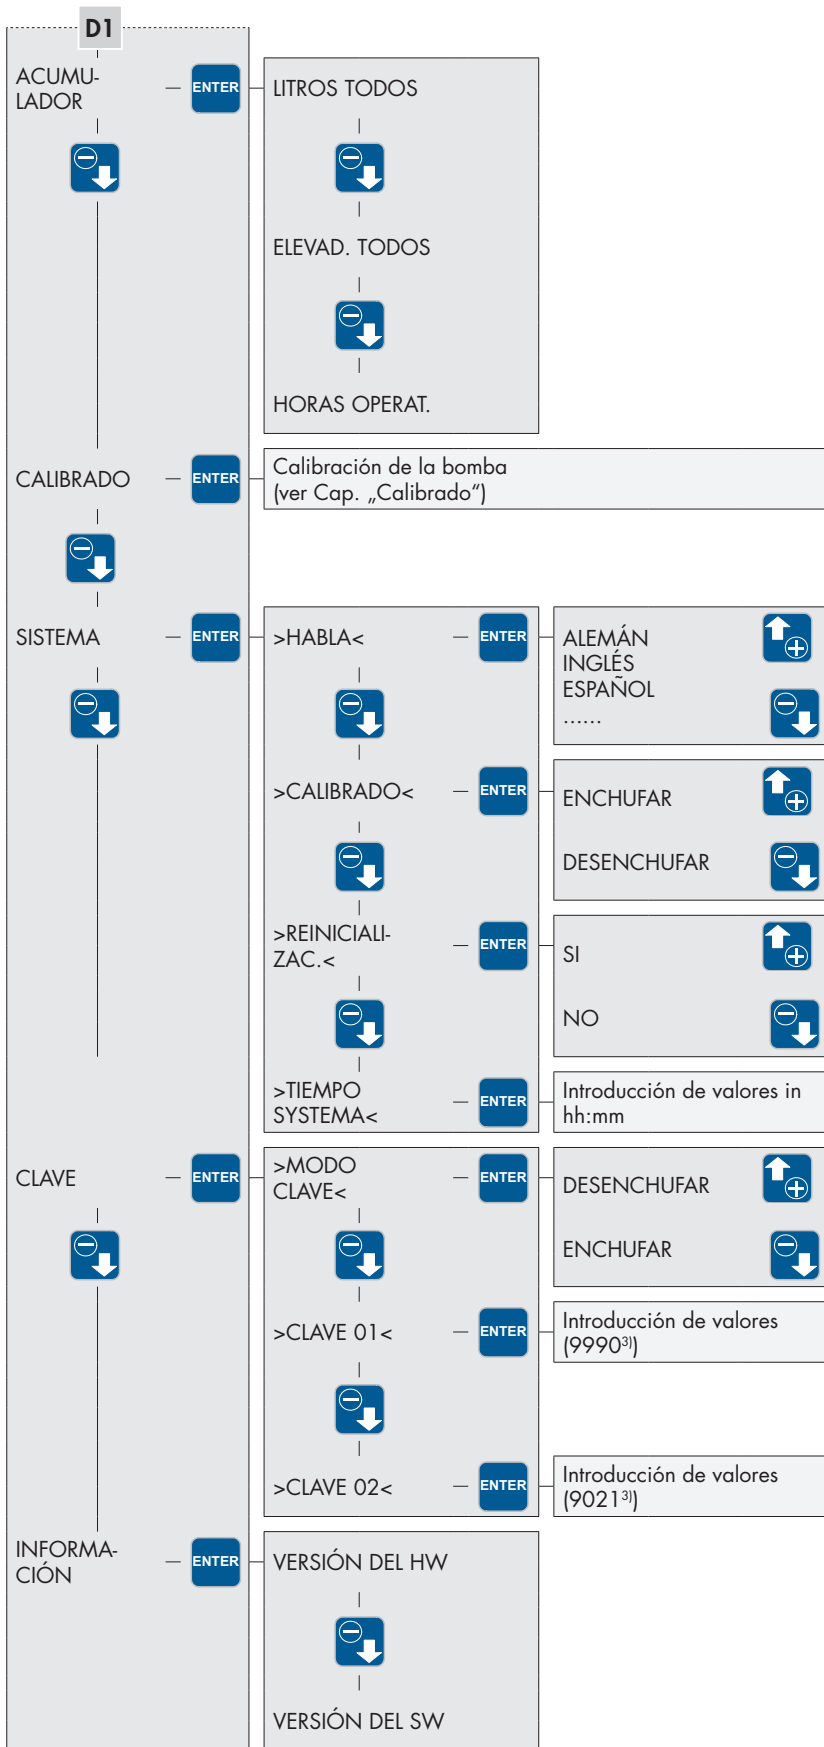 D1
ACUMU-
LADOR
ENTER
LITROS TODOS
ELEVAD. TODOS
HORAS OPERAT.
CALIBRADO
ENTER
Calibración de la bomba
(ver Cap. „Calibrado“)
SISTEMA
ENTER
>HABLA<
ENTER
ALEMÁN
INGLÉS
ESPAÑOL
......
>CALIBRADO<
ENTER
ENCHUFAR
DESENCHUFAR
>REINICIALI-
ZAC.<
ENTER
SI
NO
>TIEMPO
SYSTEMA<
ENTER
Introducción de valores in
hh:mm
CLAVE
ENTER
>MODO
CLAVE<
ENTER
DESENCHUFAR
ENCHUFAR
>CLAVE 01<
ENTER
Introducción de valores
(9990³⁾)
>CLAVE 02<
ENTER
Introducción de valores
(9021³⁾)
INFORMA-
CIÓN
ENTER
VERSIÓN DEL HW
VERSIÓN DEL SW